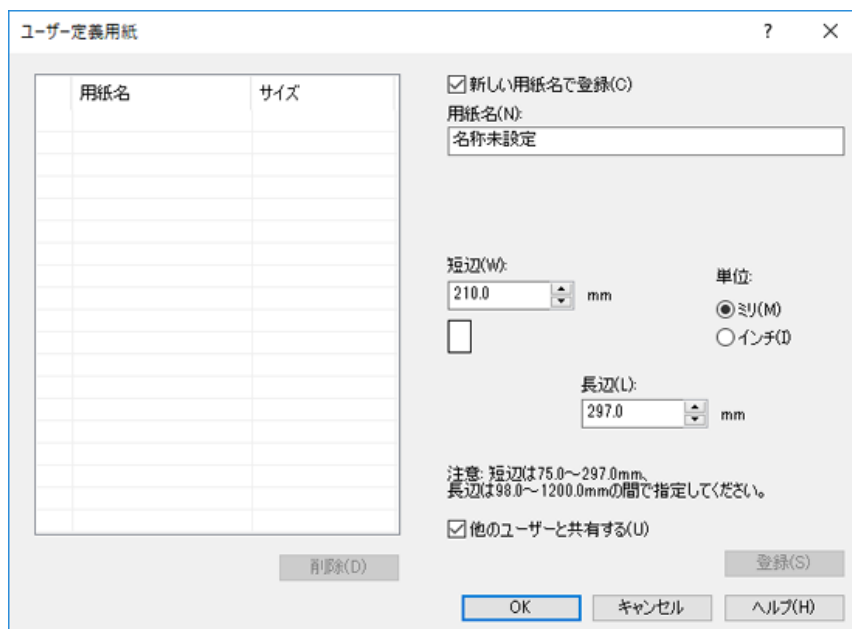 ユーザー定義用紙
用紙名 サイズ
新しい用紙名で登録(C)
用紙名(N):
名称未設定
短辺(W):
210.0 mm
単位:
ミリ(M)
インチ(I)
長辺(L):
297.0 mm
注意: 短辺は75.0～297.0mm、
長辺は98.0～1200.0mmの間で指定してください。
他のユーザーと共有する(U)
削除(D) 登録(S)
OK キャンセル ヘルプ(H)